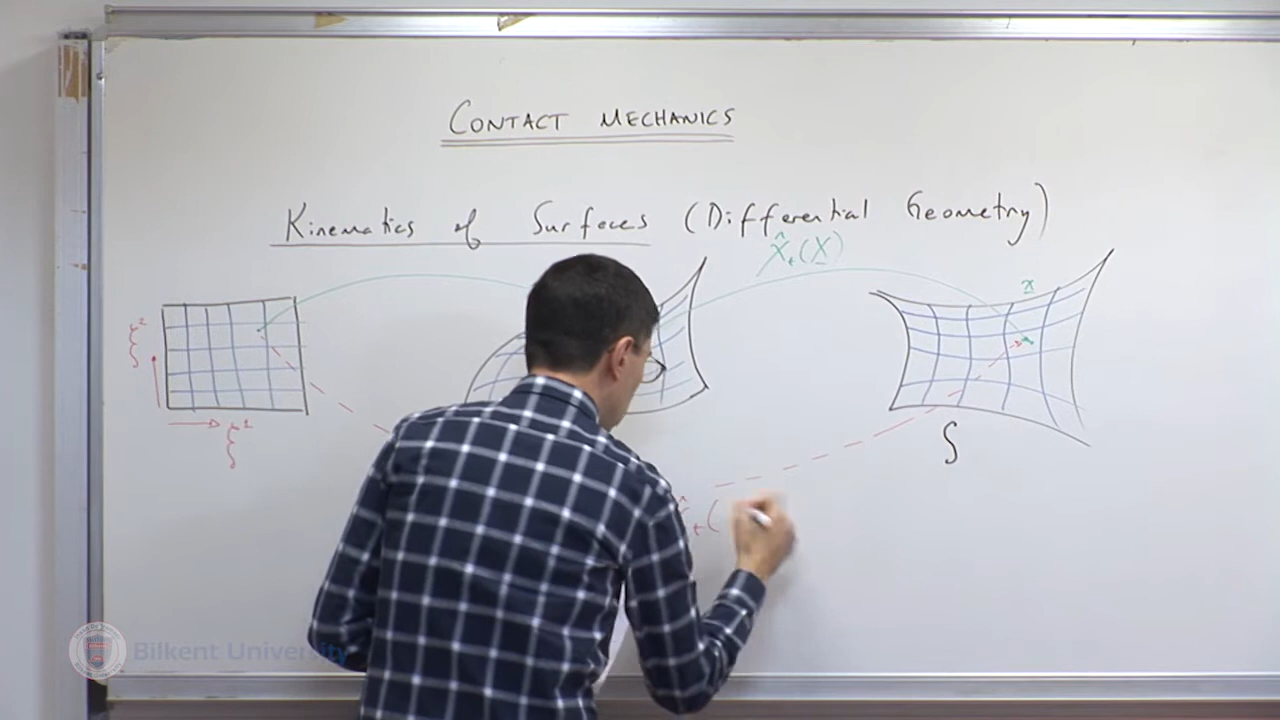 CONTACT MECHANICS
Kinematics of Surfaces (Differential Geometry)
χ̂ₜ(X)
x
ξ²
ξ¹
S
Bilkent University